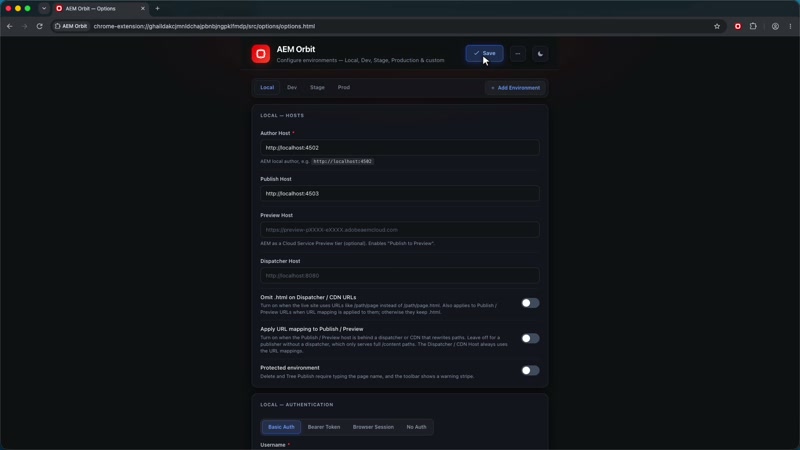 AEM Orbit — Options
AEM Orbit
chrome-extension://ghaildakcjmnldchajpbnbjngpklfmdp/src/options/options.html
AEM Orbit
Configure environments — Local, Dev, Stage, Production & custom
✓ Save
Local Dev Stage Prod
+ Add Environment
LOCAL — HOSTS
Author Host *
http://localhost:4502
AEM local author, e.g. http://localhost:4502
Publish Host
http://localhost:4503
Preview Host
https://preview-pXXXX-eXXXX.adobeaemcloud.com
AEM as a Cloud Service Preview tier (optional). Enables "Publish to Preview".
Dispatcher Host
http://localhost:8080
Omit .html on Dispatcher / CDN URLs
Turn on when the live site uses URLs like /path/page instead of /path/page.html. Also applies to Publish /
Preview URLs when URL mapping is applied to them; otherwise they keep .html.
Apply URL mapping to Publish / Preview
Turn on when the Publish / Preview host is behind a dispatcher or CDN that rewrites paths. Leave off for a
publisher without a dispatcher, which only serves full /content paths. The Dispatcher / CDN Host always uses
the URL mappings.
Protected environment
Delete and Tree Publish require typing the page name, and the toolbar shows a warning stripe.
LOCAL — AUTHENTICATION
Basic Auth Bearer Token Browser Session No Auth
Username *